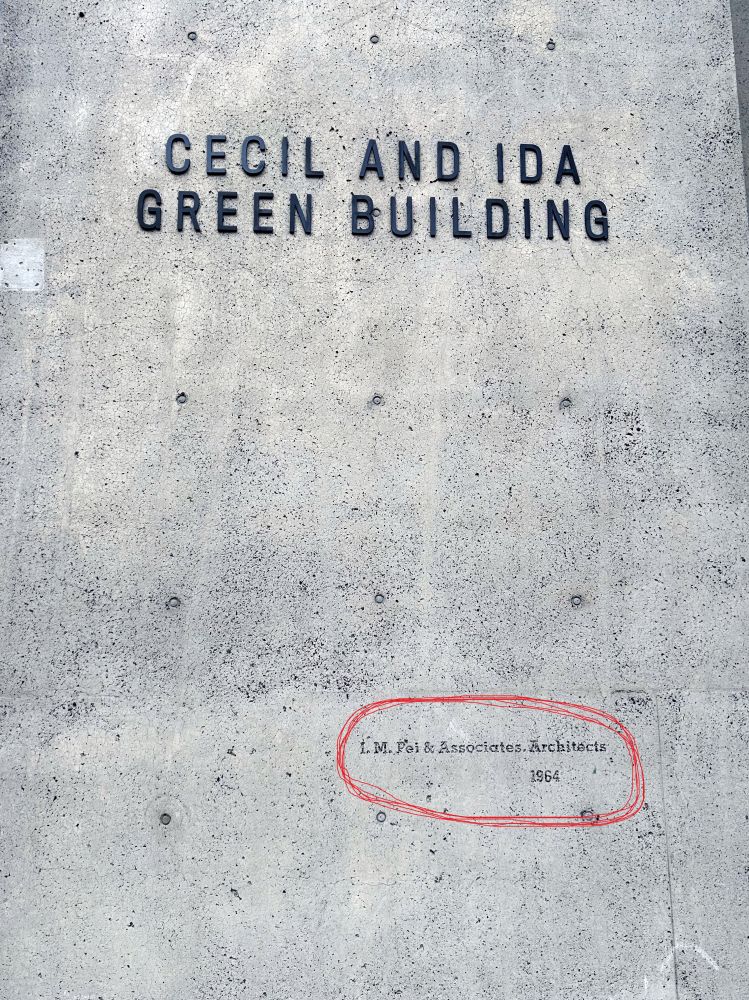 CECIL AND IDA
GREEN BUILDING
I. M. Pei & Associates. Architects
1964